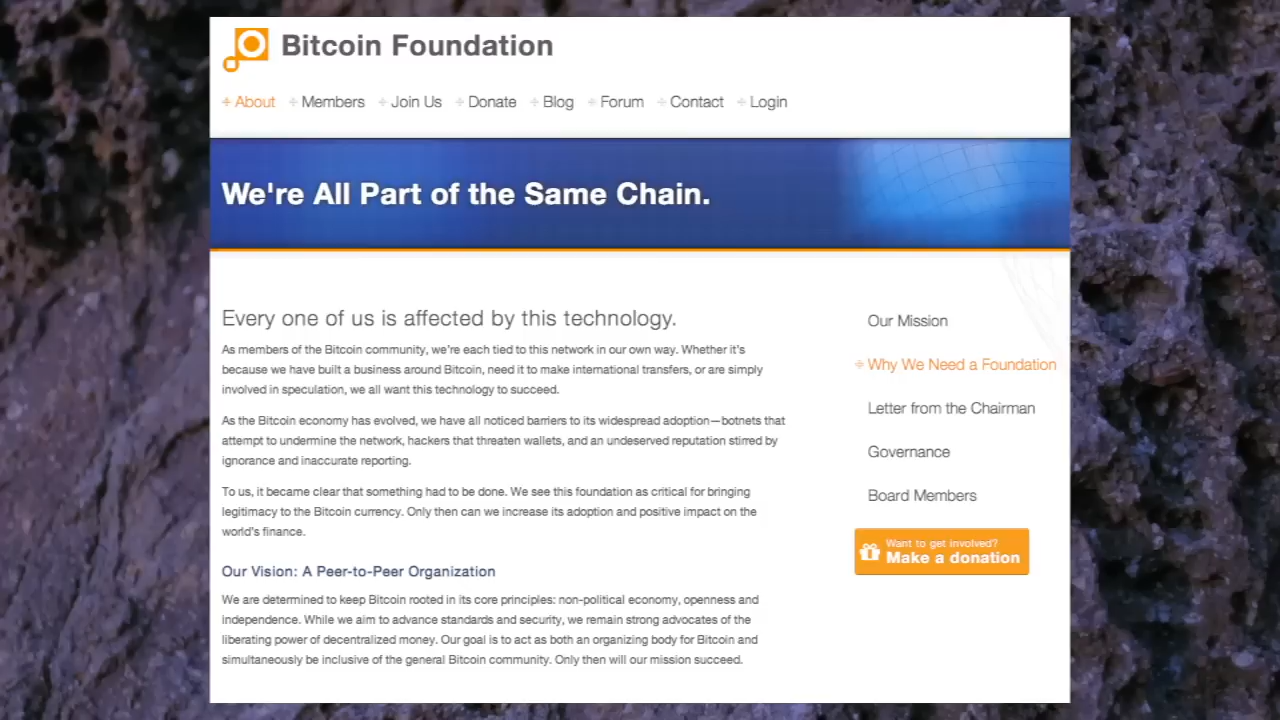 Bitcoin Foundation
About Members Join Us Donate Blog Forum Contact Login
We're All Part of the Same Chain.
Every one of us is affected by this technology.
As members of the Bitcoin community, we're each tied to this network in our own way. Whether it's
because we have built a business around Bitcoin, need it to make international transfers, or are simply
involved in speculation, we all want this technology to succeed.
As the Bitcoin economy has evolved, we have all noticed barriers to its widespread adoption—botnets that
attempt to undermine the network, hackers that threaten wallets, and an undeserved reputation stirred by
ignorance and inaccurate reporting.
To us, it became clear that something had to be done. We see this foundation as critical for bringing
legitimacy to the Bitcoin currency. Only then can we increase its adoption and positive impact on the
world's finance.
Our Vision: A Peer-to-Peer Organization
We are determined to keep Bitcoin rooted in its core principles: non-political economy, openness and
independence. While we aim to advance standards and security, we remain strong advocates of the
liberating power of decentralized money. Our goal is to act as both an organizing body for Bitcoin and
simultaneously be inclusive of the general Bitcoin community. Only then will our mission succeed.
Our Mission
Why We Need a Foundation
Letter from the Chairman
Governance
Board Members
Want to get involved?
Make a donation